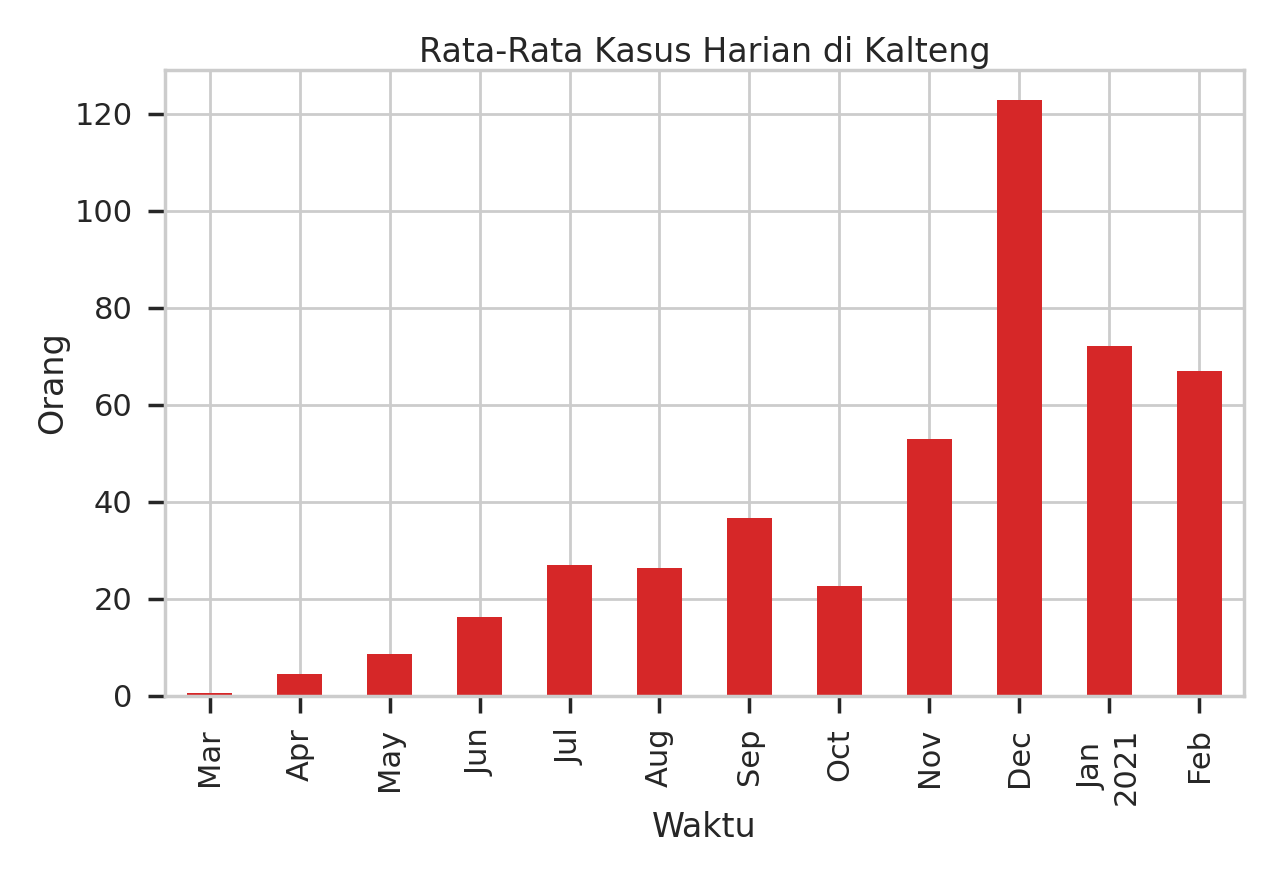 Rata-Rata Kasus Harian di Kalteng
120
100
80
60
40
20
0
Orang
Mar
Apr
May
Jun
Jul
Aug
Sep
Oct
Nov
Dec
Jan
2021
Feb
Waktu